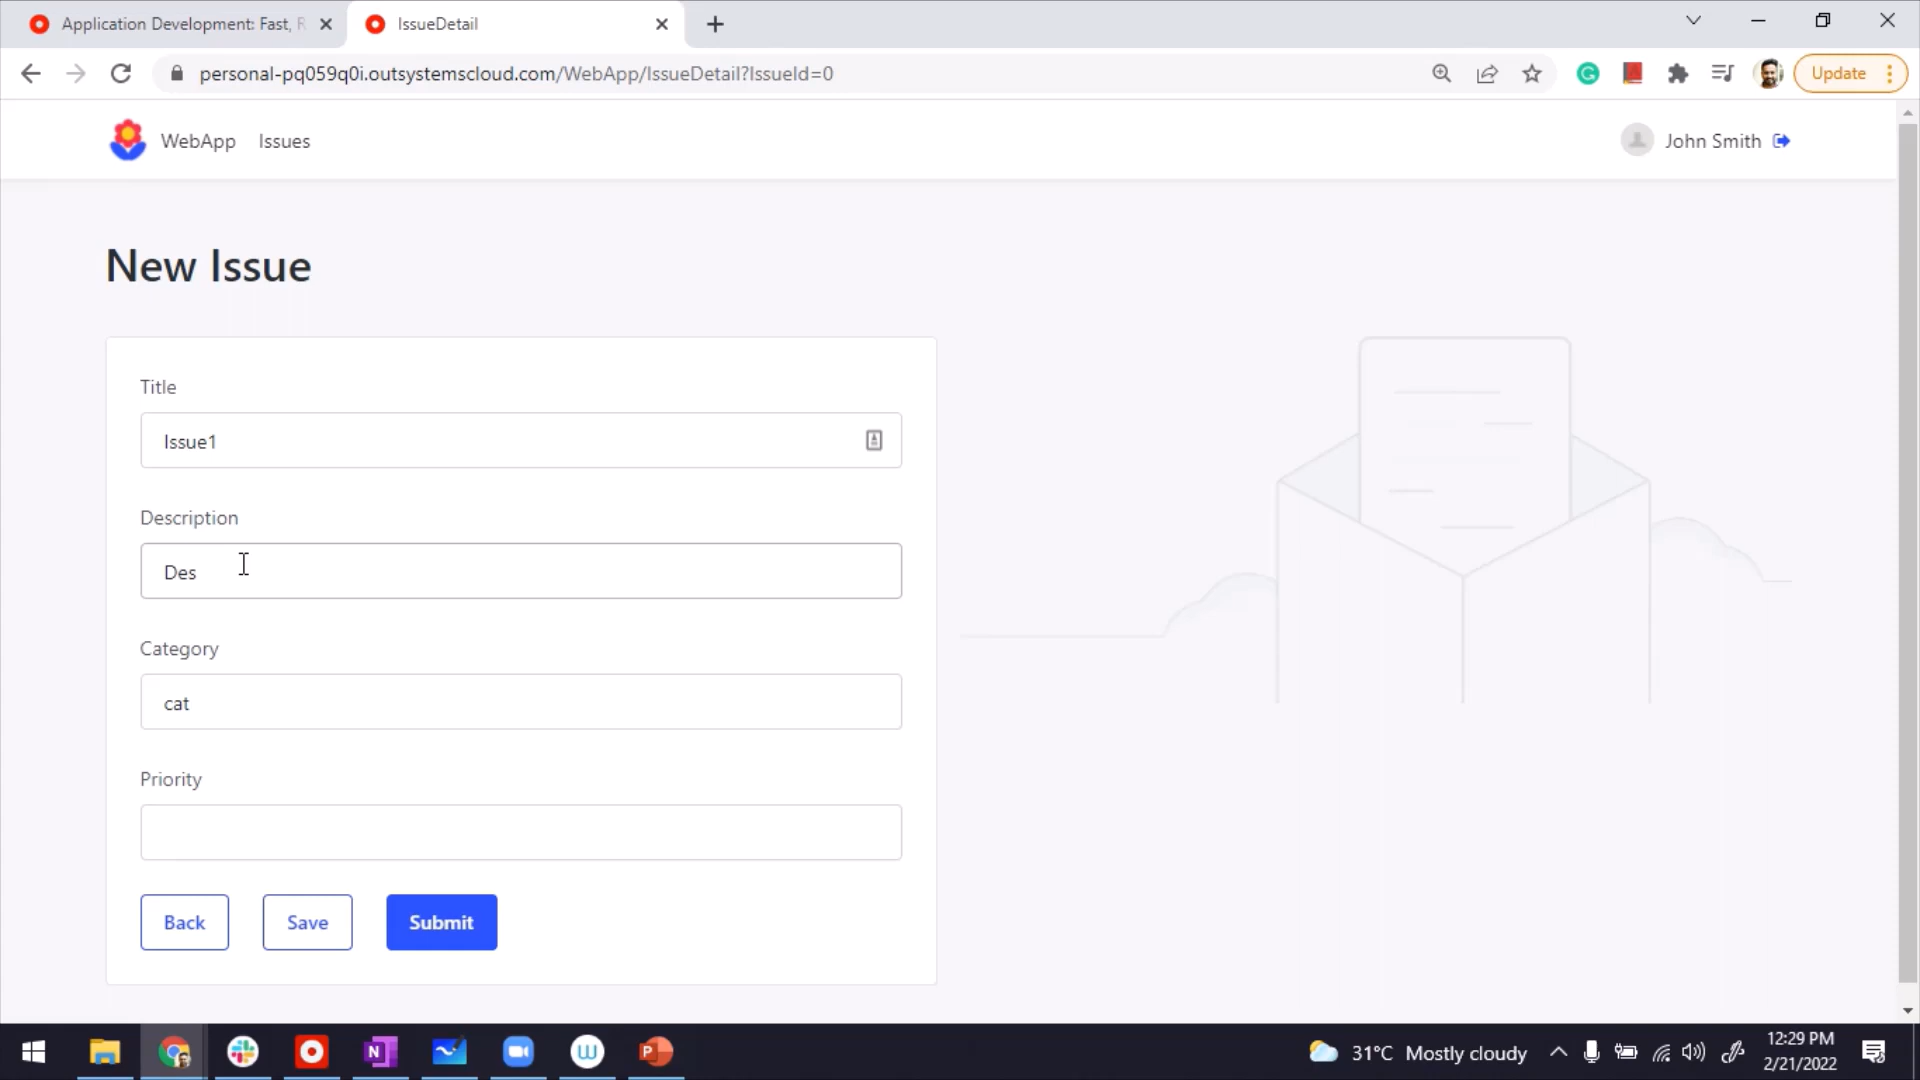 Application Development: Fast, R
IssueDetail
personal-pq059q0i.outsystemscloud.com/WebApp/IssueDetail?IssueId=0
Update
WebApp
Issues
John Smith
New Issue
Title
Issue1
Description
Des
Category
cat
Priority
Back
Save
Submit
31°C Mostly cloudy
12:29 PM
2/21/2022